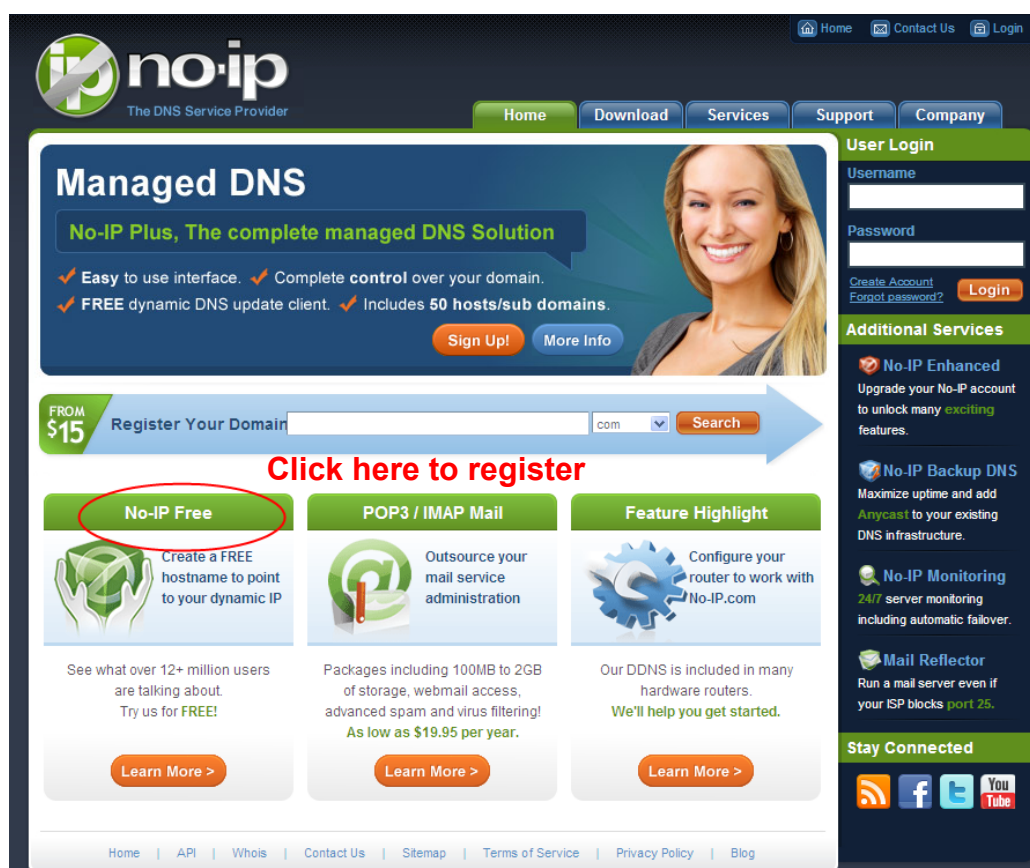 Home Contact Us Login
ip no·ip
The DNS Service Provider
Home Download Services Support Company
Managed DNS
No-IP Plus, The complete managed DNS Solution
Easy to use interface. Complete control over your domain.
FREE dynamic DNS update client. Includes 50 hosts/sub domains.
Sign Up! More Info
FROM
$15
Register Your Domain com Search
Click here to register
No-IP Free
Create a FREE
hostname to point
to your dynamic IP
See what over 12+ million users
are talking about.
Try us for FREE!
Learn More >
POP3 / IMAP Mail
Outsource your
mail service
administration
Packages including 100MB to 2GB
of storage, webmail access,
advanced spam and virus filtering!
As low as $19.95 per year.
Learn More >
Feature Highlight
Configure your
router to work with
No-IP.com
Our DDNS is included in many
hardware routers.
We'll help you get started.
Learn More >
User Login
Username
Password
Create Account
Forgot password?
Login
Additional Services
No-IP Enhanced
Upgrade your No-IP account
to unlock many exciting
features.
No-IP Backup DNS
Maximize uptime and add
Anycast to your existing
DNS infrastructure.
No-IP Monitoring
24/7 server monitoring
including automatic failover.
Mail Reflector
Run a mail server even if
your ISP blocks port 25.
Stay Connected
You
Tube
Home | API | Whois | Contact Us | Sitemap | Terms of Service | Privacy Policy | Blog